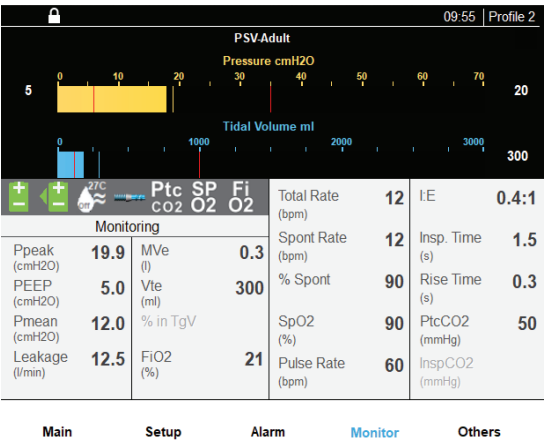 09:55 Profile 2
PSV-Adult
Pressure cmH2O
0 10 20 30 40 50 60 70
5 20
Tidal Volume ml
0 1000 2000 3000
300
27C
Off
Ptc CO2 SP O2 Fi O2
Monitoring
Ppeak (cmH2O) 19.9
PEEP (cmH2O) 5.0
Pmean (cmH2O) 12.0
Leakage (l/min) 12.5
MVe (l) 0.3
Vte (ml) 300
% in TgV
FiO2 (%) 21
Total Rate (bpm) 12
Spont Rate (bpm) 12
% Spont 90
SpO2 (%) 90
Pulse Rate (bpm) 60
I:E 0.4:1
Insp. Time (s) 1.5
Rise Time (s) 0.3
PtcCO2 (mmHg) 50
InspCO2 (mmHg)
Main Setup Alarm Monitor Others